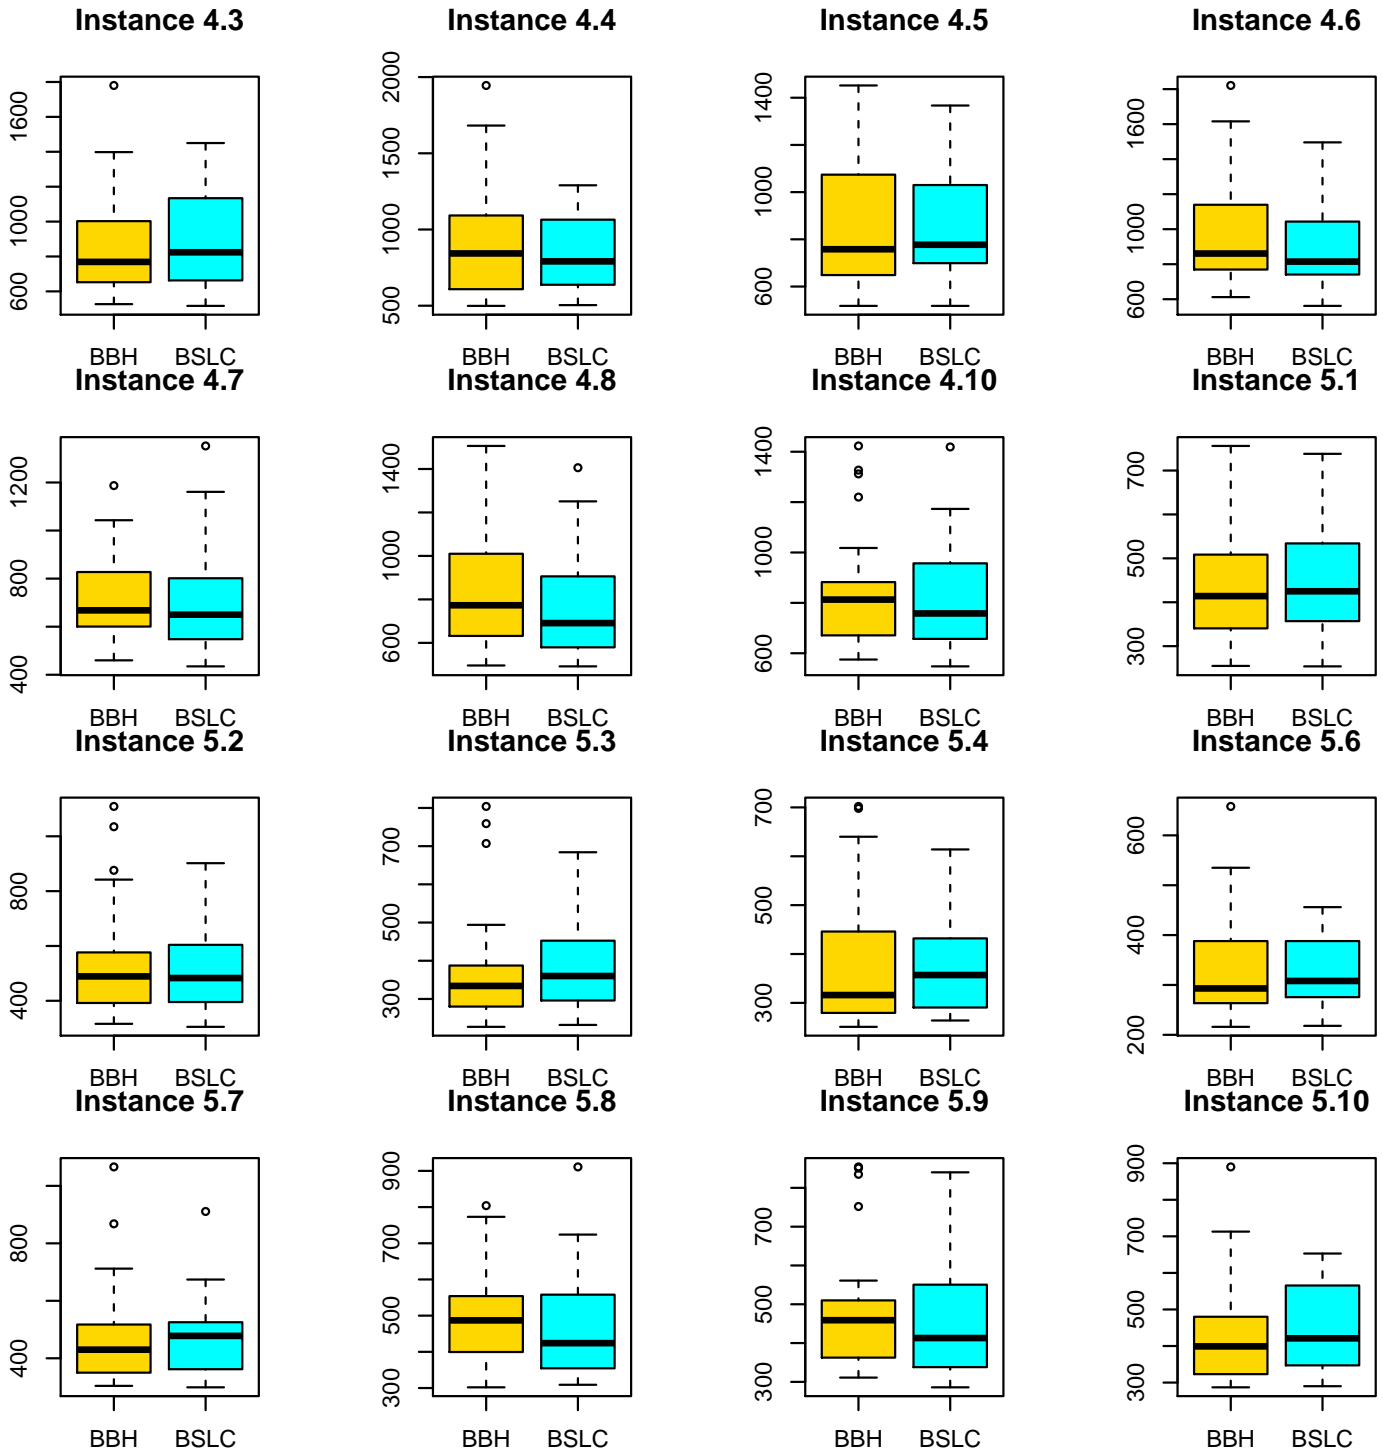 Instance 4.3 Instance 4.4 Instance 4.5 Instance 4.6
600 1000 1600 500 1000 1500 2000 600 1000 1400 600 1000 1600
BBH BSLC BBH BSLC BBH BSLC BBH BSLC
Instance 4.7 Instance 4.8 Instance 4.10 Instance 5.1
400 800 1200 600 1000 1400 600 1000 1400 300 500 700
BBH BSLC BBH BSLC BBH BSLC BBH BSLC
Instance 5.2 Instance 5.3 Instance 5.4 Instance 5.6
400 800 300 500 700 300 500 700 200 400 600
BBH BSLC BBH BSLC BBH BSLC BBH BSLC
Instance 5.7 Instance 5.8 Instance 5.9 Instance 5.10
400 800 300 500 700 900 300 500 700 300 500 700 900
BBH BSLC BBH BSLC BBH BSLC BBH BSLC